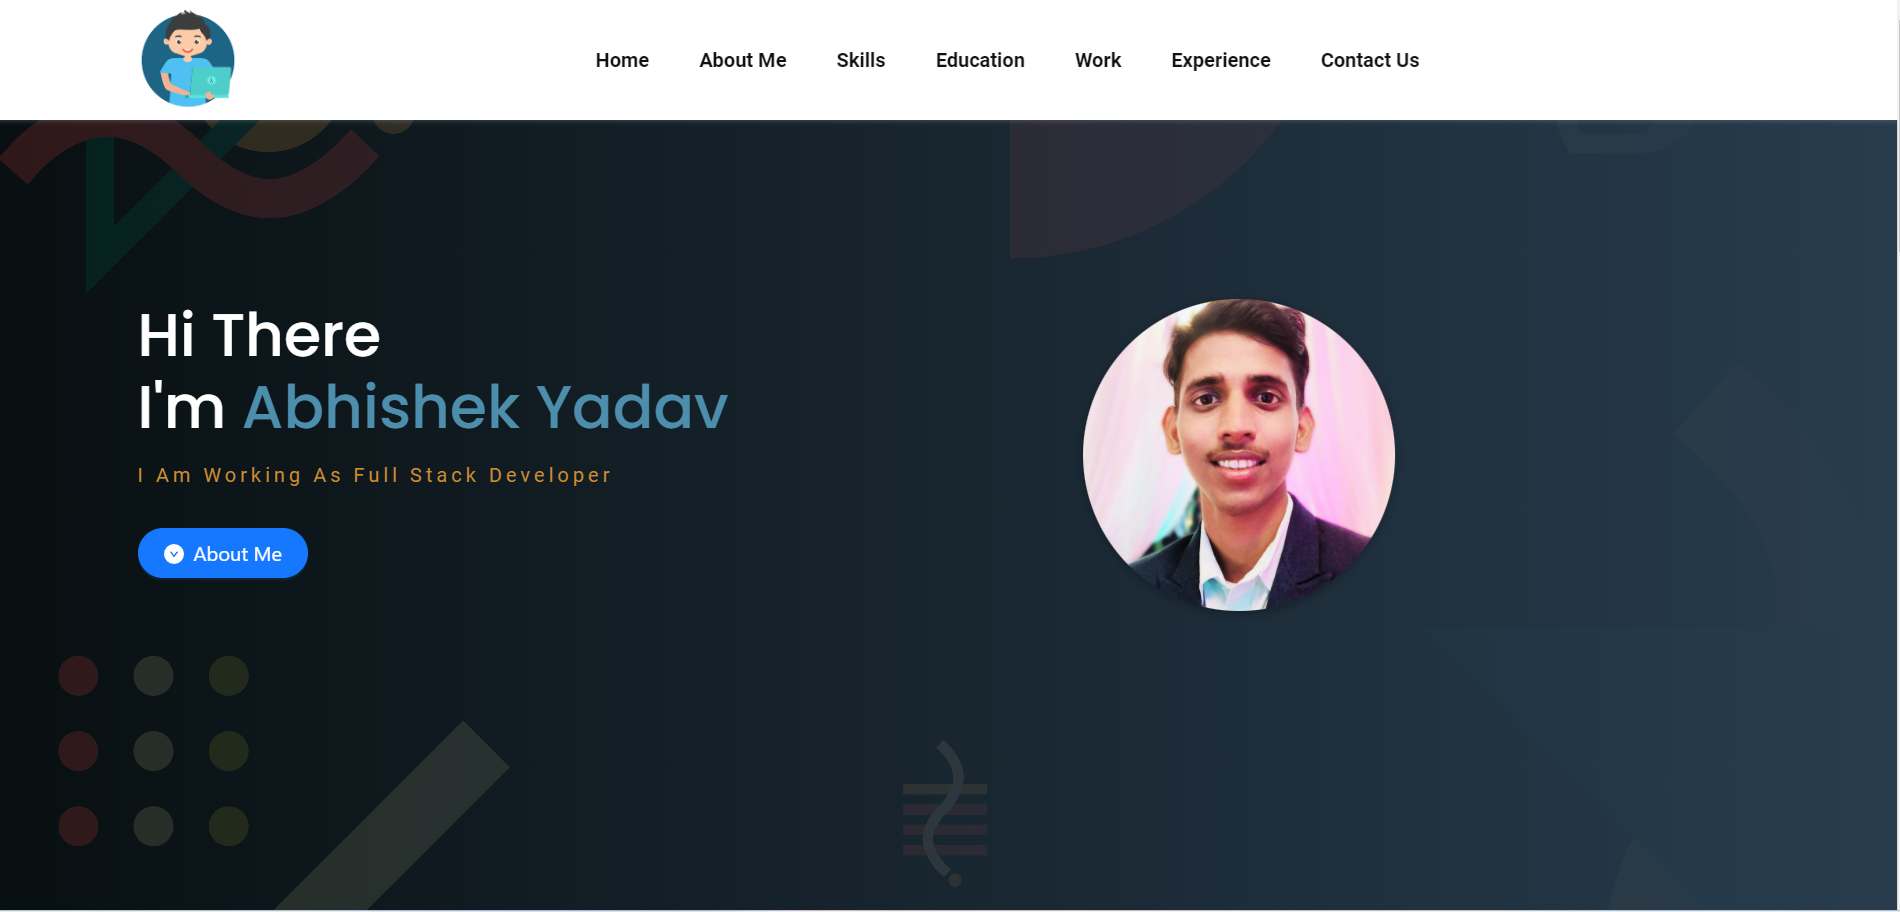 Home About Me Skills Education Work Experience Contact Us
Hi There
I'm Abhishek Yadav
I Am Working As Full Stack Developer
About Me